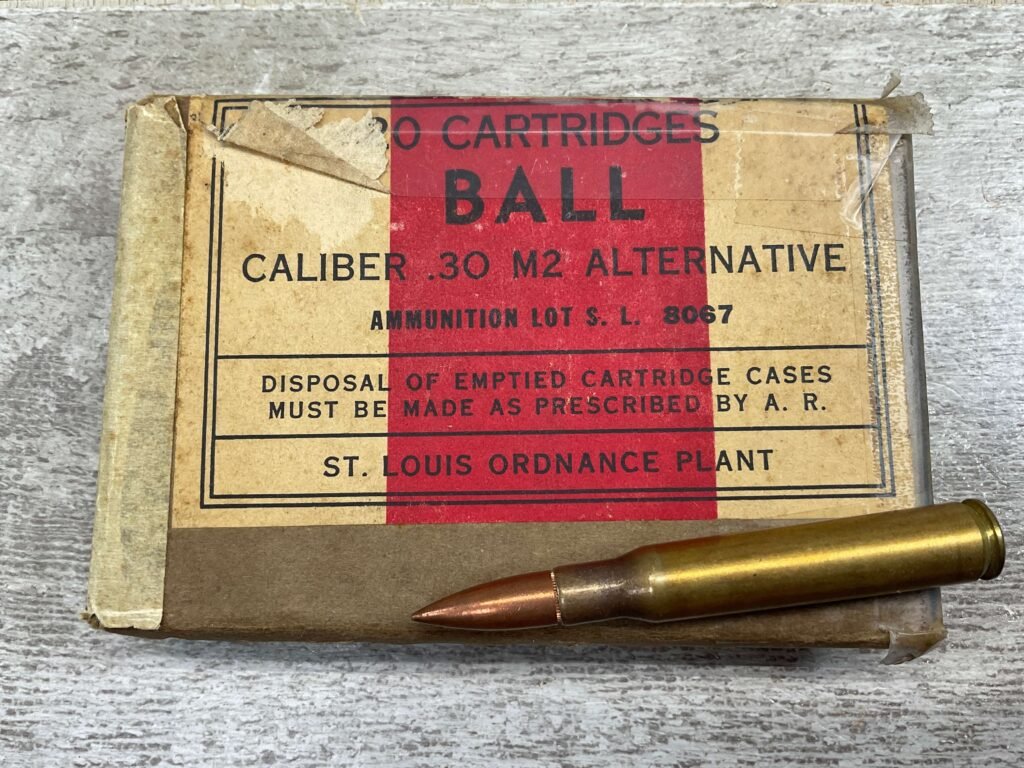 20 CARTRIDGES
BALL
CALIBER .30 M2 ALTERNATIVE
AMMUNITION LOT S. L. 8067
DISPOSAL OF EMPTIED CARTRIDGE CASES
MUST BE MADE AS PRESCRIBED BY A. R.
ST. LOUIS ORDNANCE PLANT